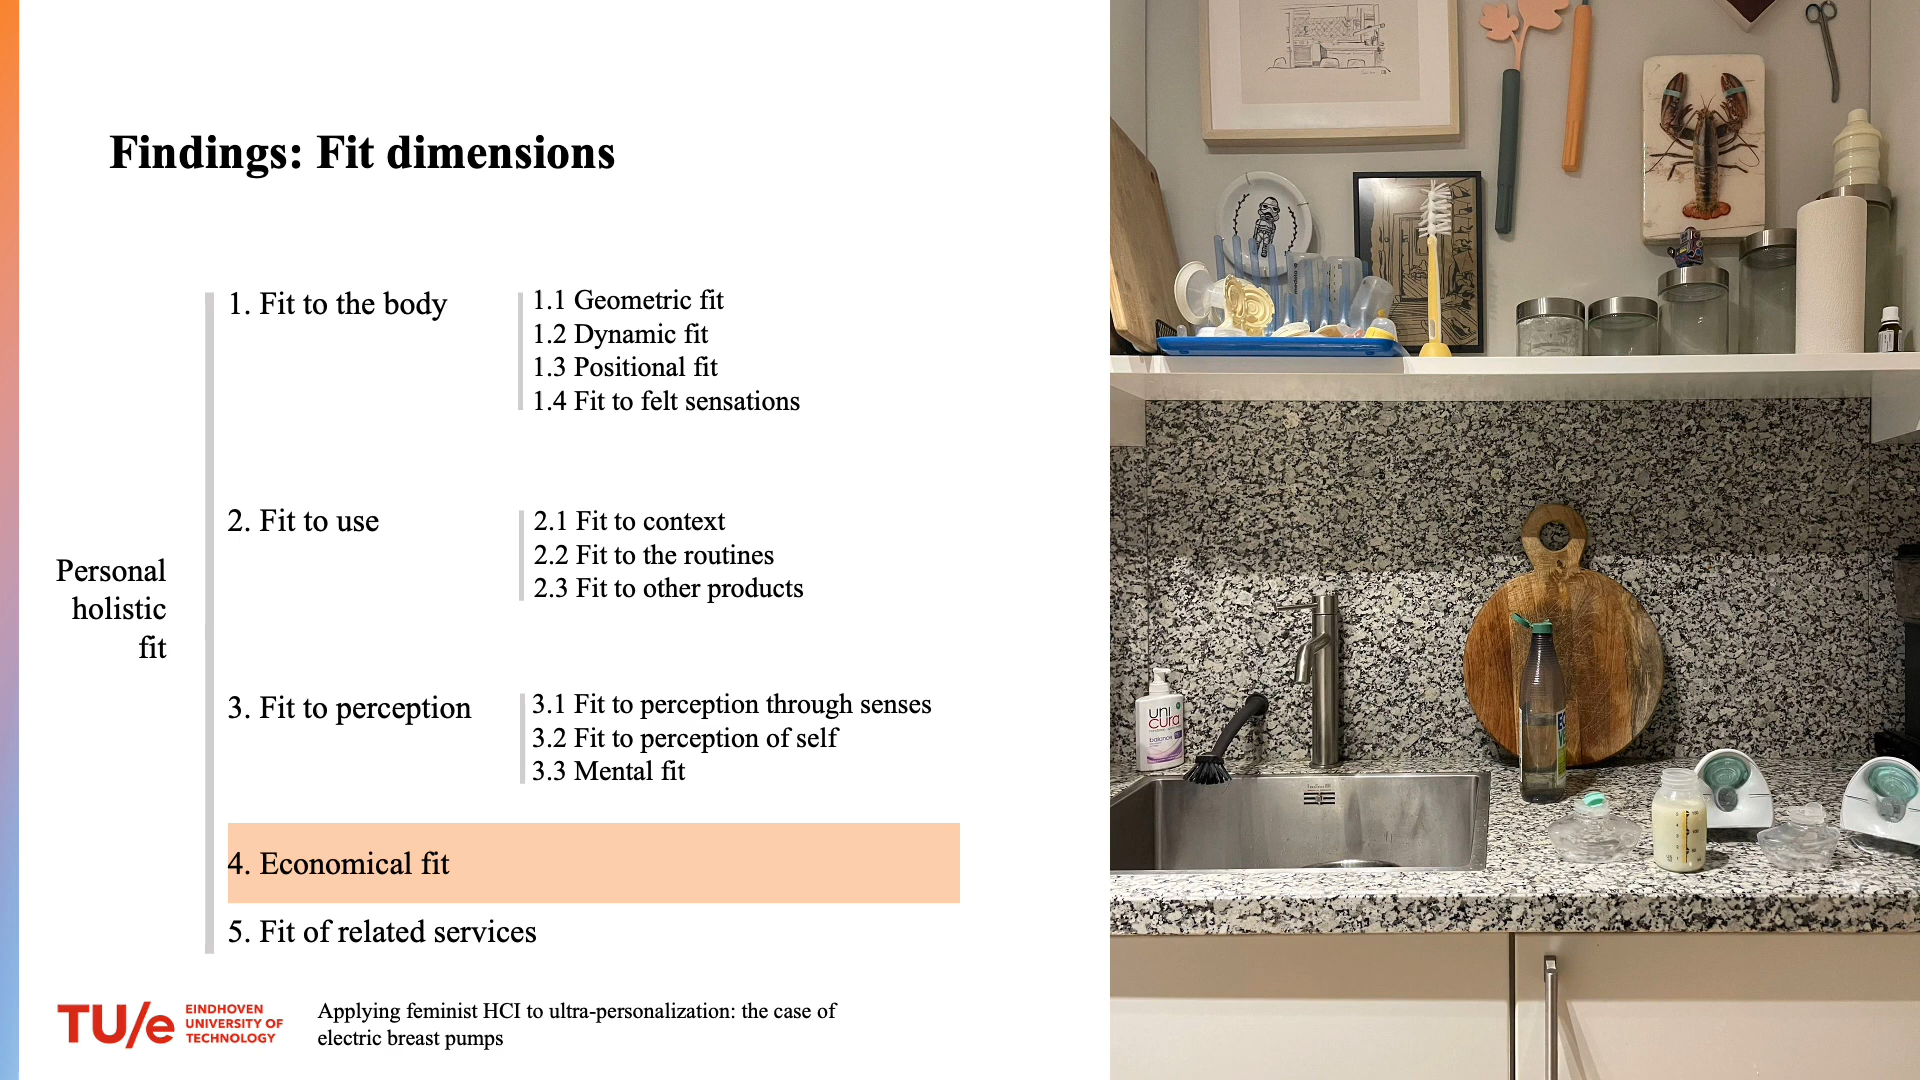 Findings: Fit dimensions
Personal
holistic
fit
1. Fit to the body
1.1 Geometric fit
1.2 Dynamic fit
1.3 Positional fit
1.4 Fit to felt sensations
2. Fit to use
2.1 Fit to context
2.2 Fit to the routines
2.3 Fit to other products
3. Fit to perception
3.1 Fit to perception through senses
3.2 Fit to perception of self
3.3 Mental fit
4. Economical fit
5. Fit of related services
TU/e
EINDHOVEN
UNIVERSITY OF
TECHNOLOGY
Applying feminist HCI to ultra-personalization: the case of
electric breast pumps
uni
cura
balance